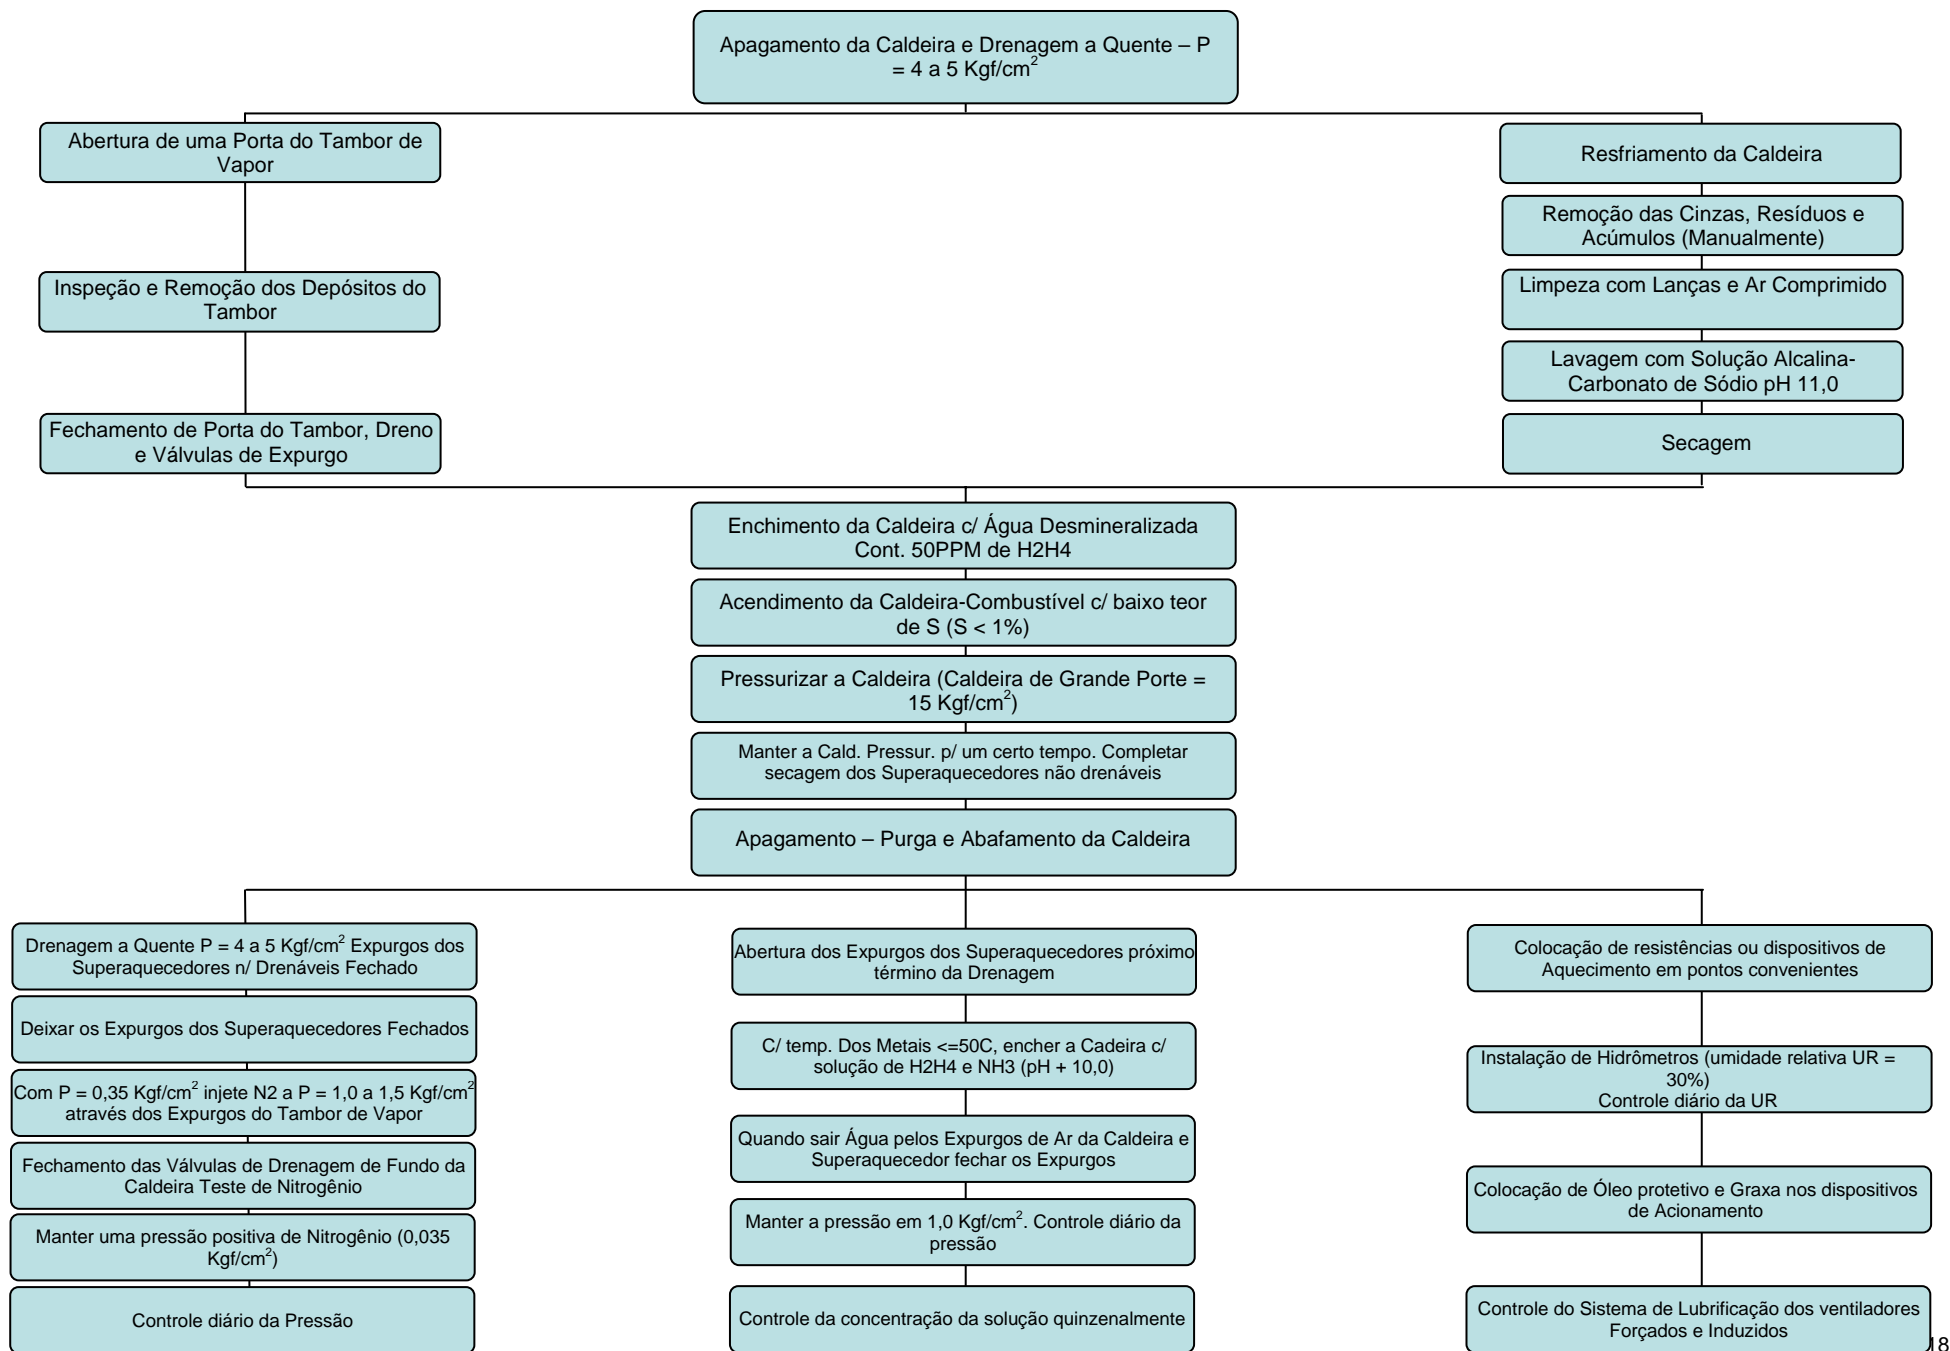 Apagamento da Caldeira e Drenagem a Quente – P
= 4 a 5 Kgf/cm²
Abertura de uma Porta do Tambor de
Vapor
Inspeção e Remoção dos Depósitos do
Tambor
Fechamento de Porta do Tambor, Dreno
e Válvulas de Expurgo
Resfriamento da Caldeira
Remoção das Cinzas, Resíduos e
Acúmulos (Manualmente)
Limpeza com Lanças e Ar Comprimido
Lavagem com Solução Alcalina-
Carbonato de Sódio pH 11,0
Secagem
Enchimento da Caldeira c/ Água Desmineralizada
Cont. 50PPM de H2H4
Acendimento da Caldeira-Combustível c/ baixo teor
de S (S < 1%)
Pressurizar a Caldeira (Caldeira de Grande Porte =
15 Kgf/cm²)
Manter a Cald. Pressur. p/ um certo tempo. Completar
secagem dos Superaquecedores não drenáveis
Apagamento – Purga e Abafamento da Caldeira
Drenagem a Quente P = 4 a 5 Kgf/cm² Expurgos dos
Superaquecedores n/ Drenáveis Fechado
Deixar os Expurgos dos Superaquecedores Fechados
Com P = 0,35 Kgf/cm² injete N2 a P = 1,0 a 1,5 Kgf/cm²
através dos Expurgos do Tambor de Vapor
Fechamento das Válvulas de Drenagem de Fundo da
Caldeira Teste de Nitrogênio
Manter uma pressão positiva de Nitrogênio (0,035
Kgf/cm²)
Controle diário da Pressão
Abertura dos Expurgos dos Superaquecedores próximo
término da Drenagem
C/ temp. Dos Metais <=50C, encher a Cadeira c/
solução de H2H4 e NH3 (pH + 10,0)
Quando sair Água pelos Expurgos de Ar da Caldeira e
Superaquecedor fechar os Expurgos
Manter a pressão em 1,0 Kgf/cm². Controle diário da
pressão
Controle da concentração da solução quinzenalmente
Colocação de resistências ou dispositivos de
Aquecimento em pontos convenientes
Instalação de Hidrômetros (umidade relativa UR =
30%)
Controle diário da UR
Colocação de Óleo protetivo e Graxa nos dispositivos
de Acionamento
Controle do Sistema de Lubrificação dos ventiladores
Forçados e Induzidos
18